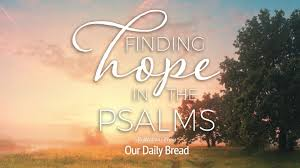 FINDING
hope
IN THE
PSALMS
Our Daily Bread